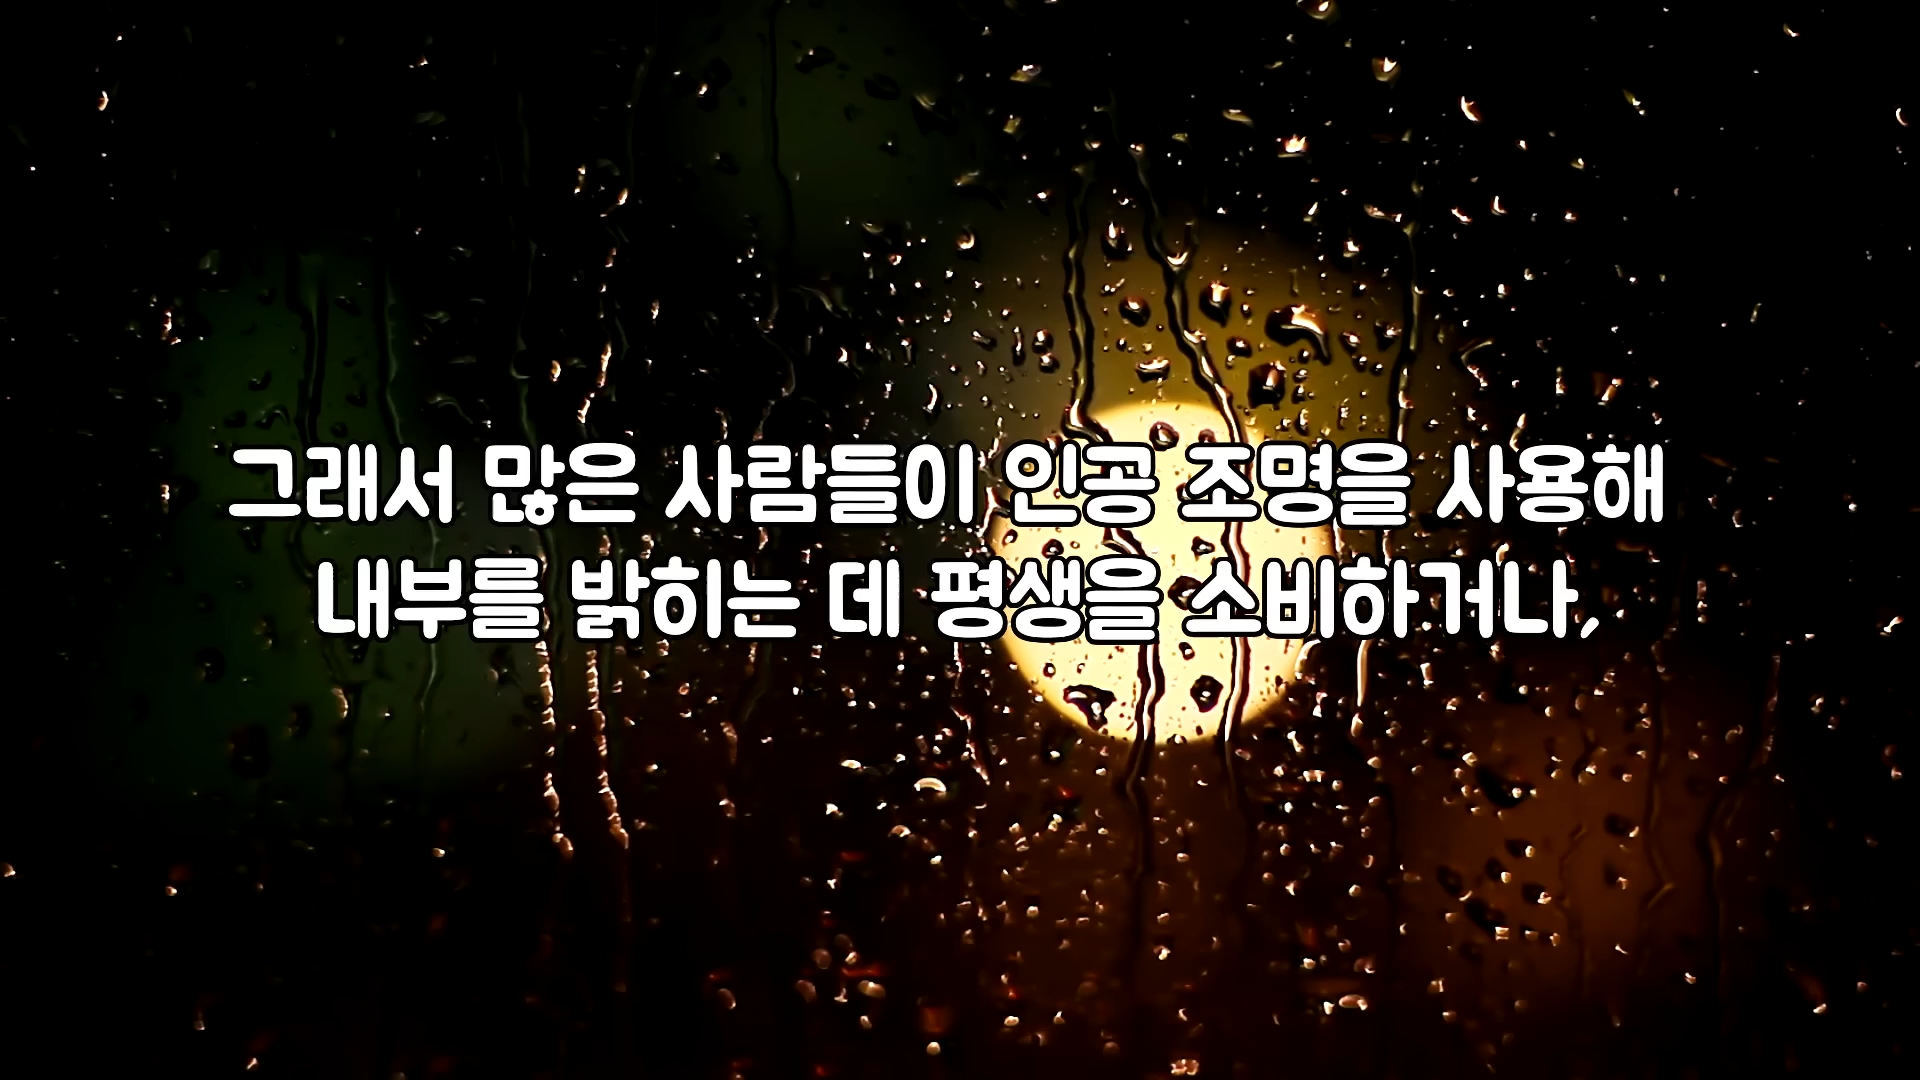 그래서 많은 사람들이 인공 조명을 사용해
내부를 밝히는 데 평생을 소비하거나,